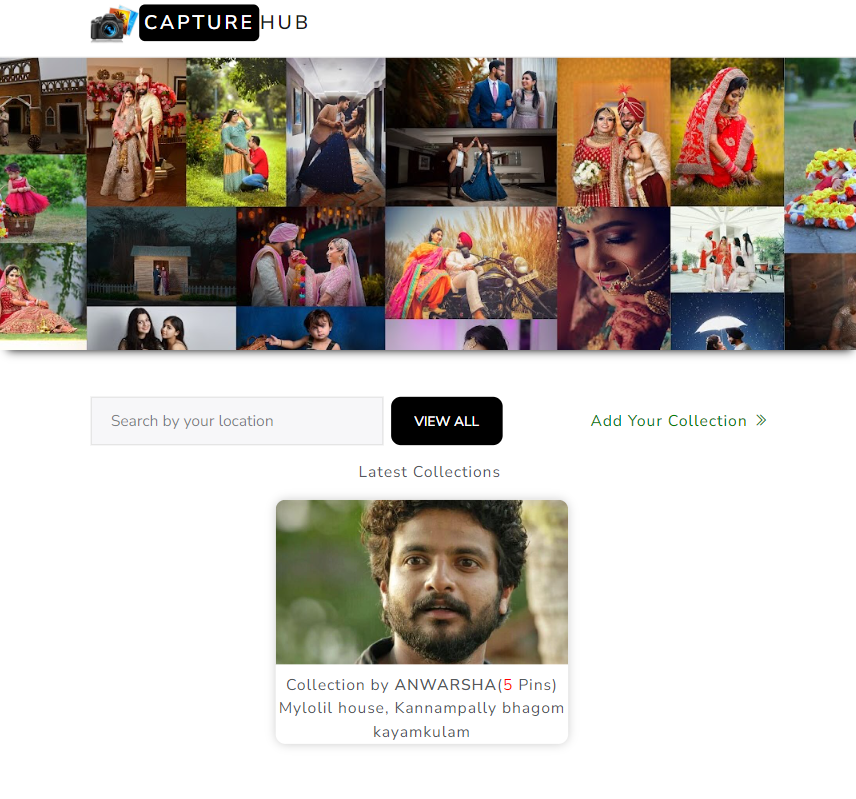 CAPTURE HUB
Search by your location
VIEW ALL
Add Your Collection
Latest Collections
Collection by ANWARSHA(5 Pins)
Mylolil house, Kannampally bhagom
kayamkulam